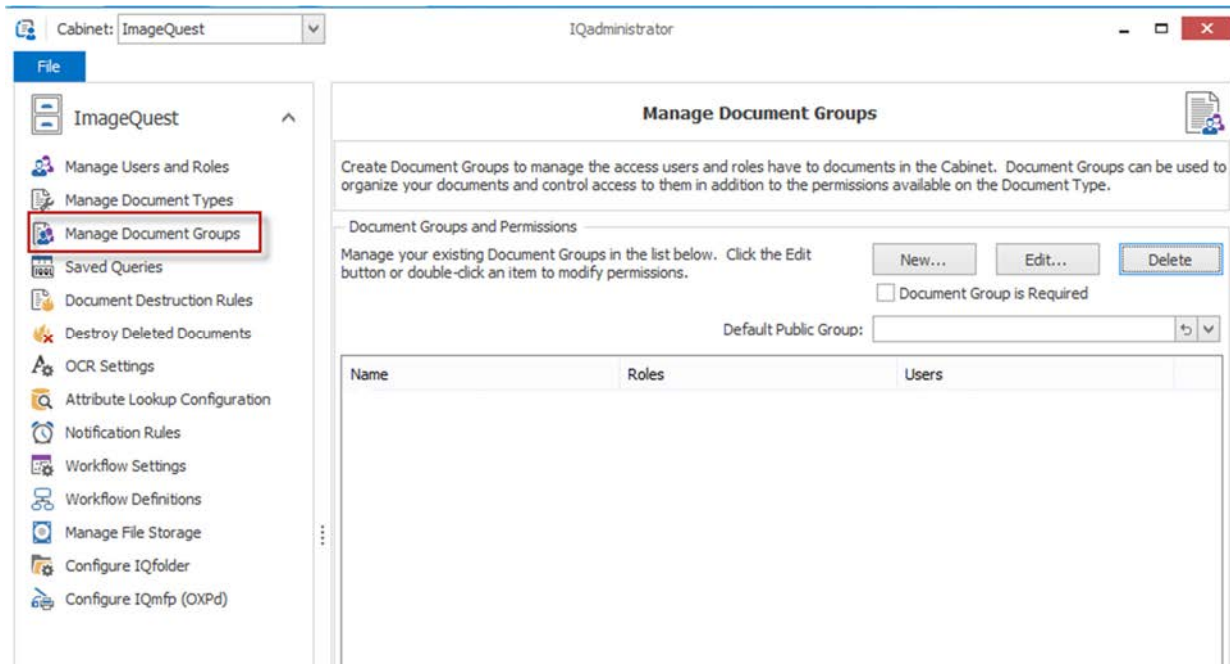 Cabinet: ImageQuest
IQadministrator
File
ImageQuest
Manage Users and Roles
Manage Document Types
Manage Document Groups
Saved Queries
Document Destruction Rules
Destroy Deleted Documents
OCR Settings
Attribute Lookup Configuration
Notification Rules
Workflow Settings
Workflow Definitions
Manage File Storage
Configure IQfolder
Configure IQmfp (OXPd)
Manage Document Groups
Create Document Groups to manage the access users and roles have to documents in the Cabinet. Document Groups can be used to
organize your documents and control access to them in addition to the permissions available on the Document Type.
Document Groups and Permissions
Manage your existing Document Groups in the list below. Click the Edit
button or double-click an item to modify permissions.
New... Edit... Delete
Document Group is Required
Default Public Group:
Name Roles Users